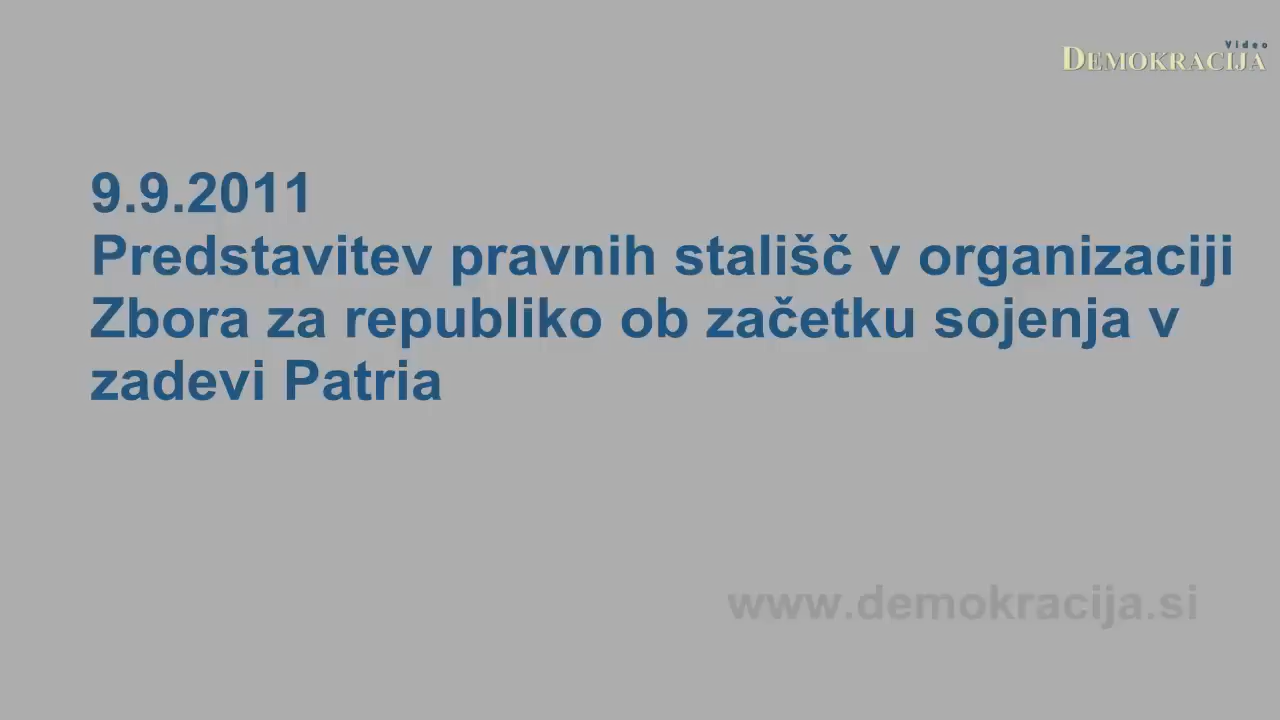 Video
DEMOKRACIJA
9.9.2011
Predstavitev pravnih stališč v organizaciji
Zbora za republiko ob začetku sojenja v
zadevi Patria
www.demokracija.si